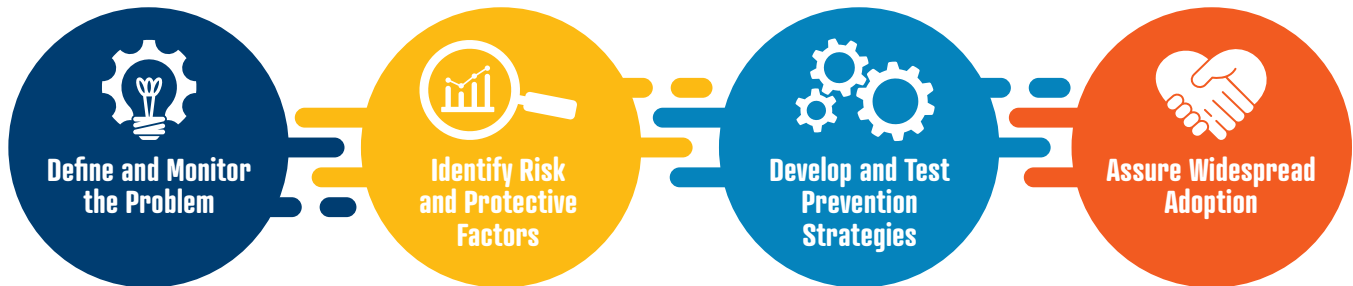 Define and Monitor
the Problem
Identify Risk
and Protective
Factors
Develop and Test
Prevention
Strategies
Assure Widespread
Adoption